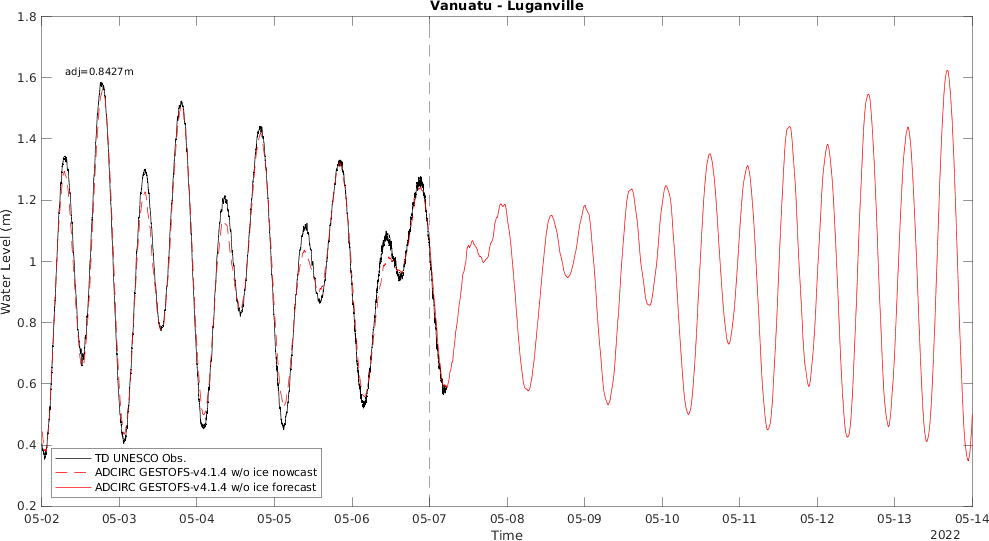 Vanuatu - Luganville
1.8
1.6
1.4
1.2
1
0.8
0.6
0.4
0.2
Water Level (m)
adj=0.8427m
TD UNESCO Obs.
ADCIRC GESTOFS-v4.1.4 w/o ice nowcast
ADCIRC GESTOFS-v4.1.4 w/o ice forecast
05-02 05-03 05-04 05-05 05-06 05-07 05-08 05-09 05-10 05-11 05-12 05-13 05-14
Time
2022